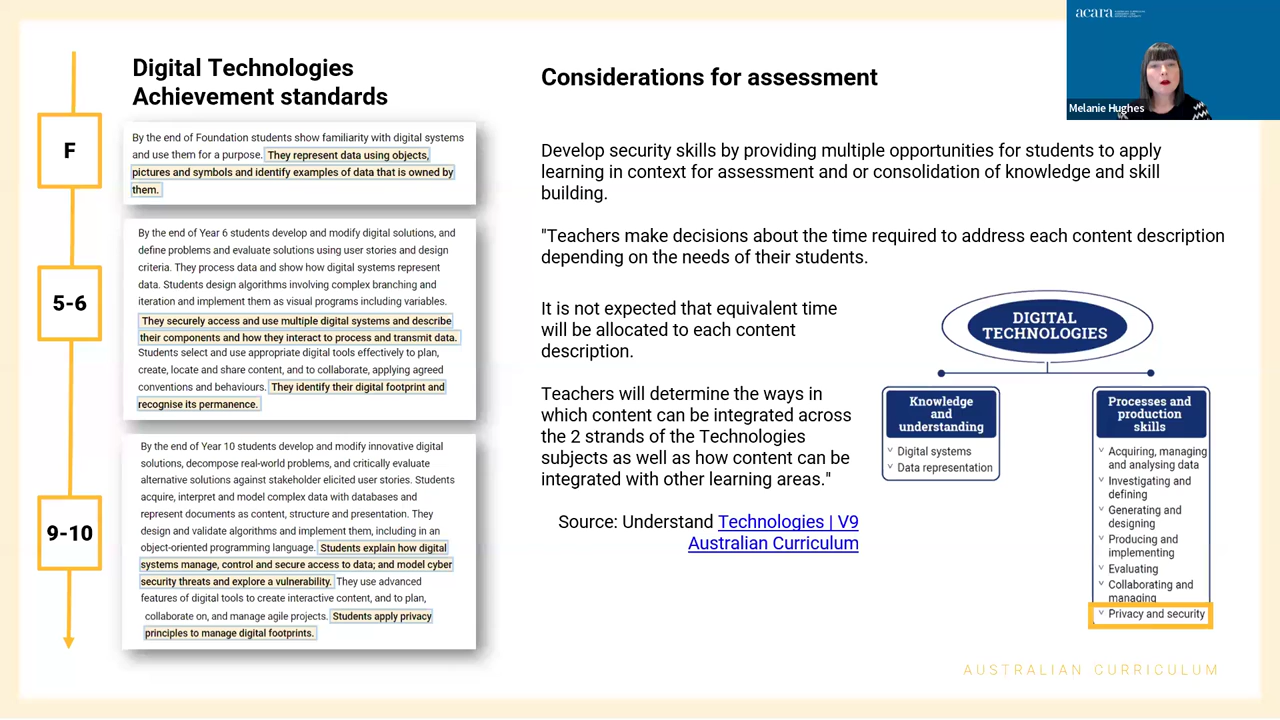 Digital Technologies
Achievement standards
F
By the end of Foundation students show familiarity with digital systems
and use them for a purpose. They represent data using objects,
pictures and symbols and identify examples of data that is owned by
them.
5-6
By the end of Year 6 students develop and modify digital solutions, and
define problems and evaluate solutions using user stories and design
criteria. They process data and show how digital systems represent
data. Students design algorithms involving complex branching and
iteration and implement them as visual programs including variables.
They securely access and use multiple digital systems and describe
their components and how they interact to process and transmit data.
Students select and use appropriate digital tools effectively to plan,
create, locate and share content, and to collaborate, applying agreed
conventions and behaviours. They identify their digital footprint and
recognise its permanence.
9-10
By the end of Year 10 students develop and modify innovative digital
solutions, decompose real-world problems, and critically evaluate
alternative solutions against stakeholder elicited user stories. Students
acquire, interpret and model complex data with databases and
represent documents as content, structure and presentation. They
design and validate algorithms and implement them, including in an
object-oriented programming language. Students explain how digital
systems manage, control and secure access to data; and model cyber
security threats and explore a vulnerability. They use advanced
features of digital tools to create interactive content, and to plan,
collaborate on, and manage agile projects. Students apply privacy
principles to manage digital footprints.
Considerations for assessment
Develop security skills by providing multiple opportunities for students to apply
learning in context for assessment and or consolidation of knowledge and skill
building.
"Teachers make decisions about the time required to address each content description
depending on the needs of their students.
It is not expected that equivalent time
will be allocated to each content
description.
Teachers will determine the ways in
which content can be integrated across
the 2 strands of the Technologies
subjects as well as how content can be
integrated with other learning areas."
Source: Understand Technologies | V9
Australian Curriculum
DIGITAL
TECHNOLOGIES
Knowledge
and
understanding
Digital systems
Data representation
Processes and
production
skills
Acquiring, managing
and analysing data
Investigating and
defining
Generating and
designing
Producing and
implementing
Evaluating
Collaborating and
managing
Privacy and security
acara
Melanie Hughes
AUSTRALIAN CURRICULUM